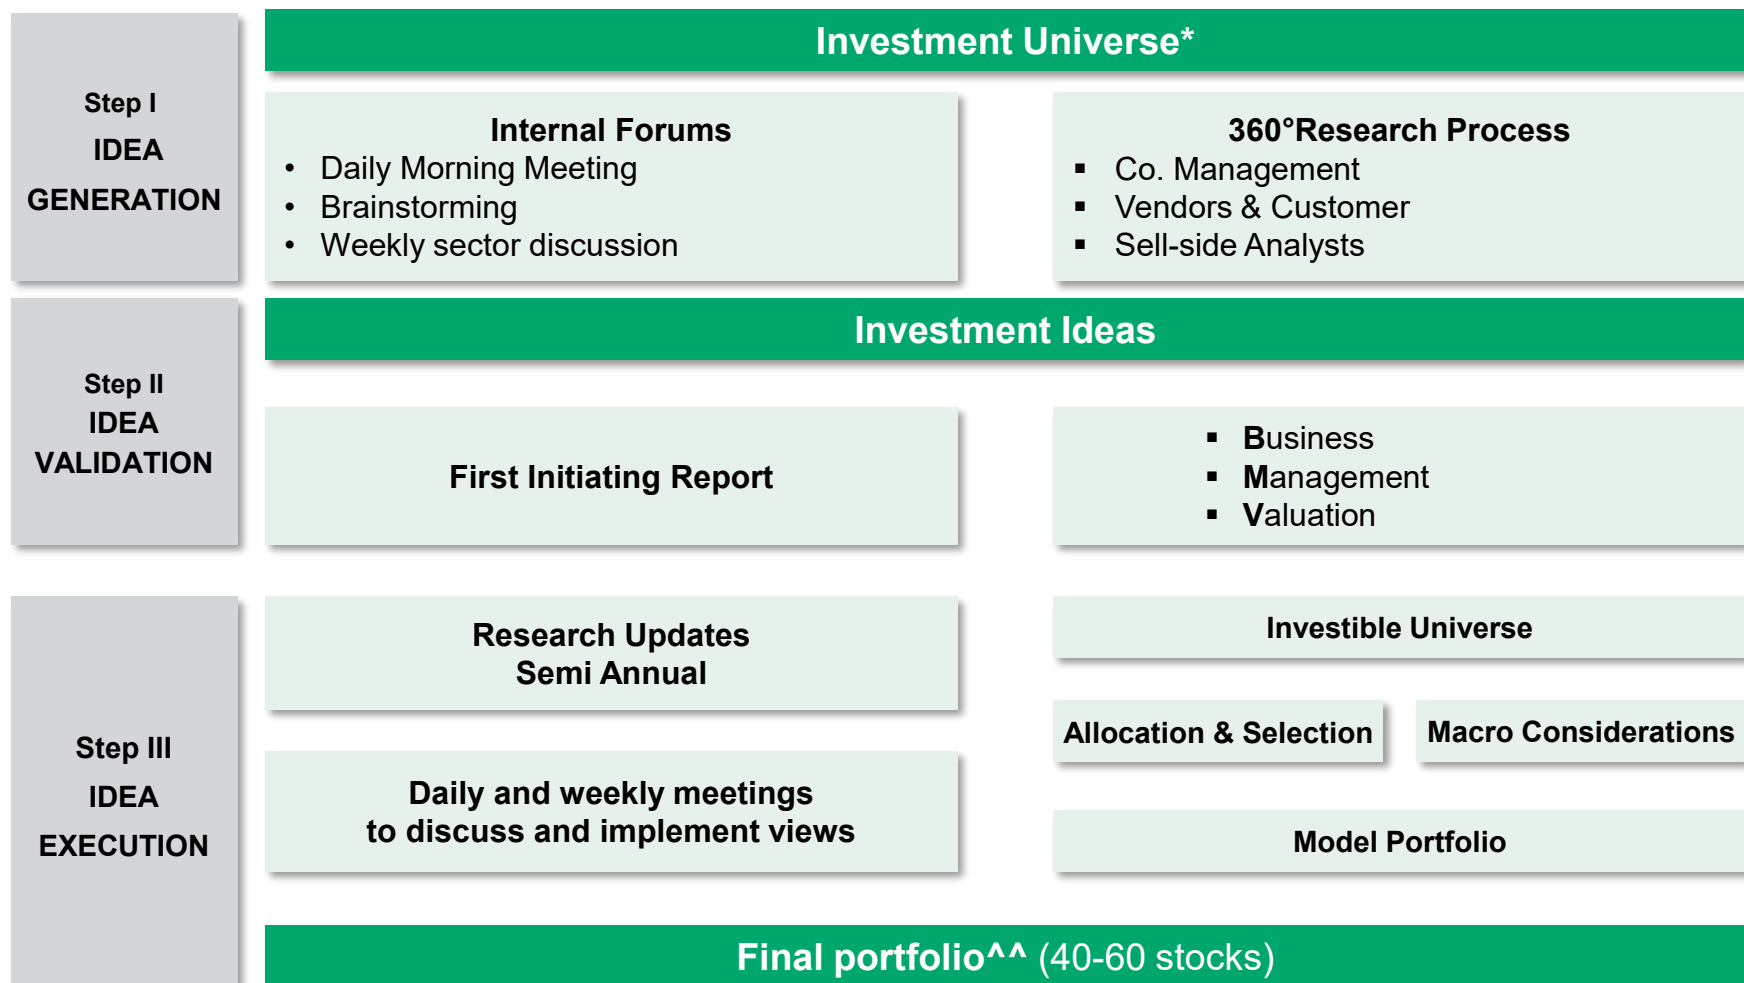 Investment Universe*
Step I
IDEA
GENERATION
Internal Forums
• Daily Morning Meeting
• Brainstorming
• Weekly sector discussion
360°Research Process
▪ Co. Management
▪ Vendors & Customer
▪ Sell-side Analysts
Investment Ideas
Step II
IDEA
VALIDATION
First Initiating Report
▪ Business
▪ Management
▪ Valuation
Step III
IDEA
EXECUTION
Research Updates
Semi Annual
Daily and weekly meetings
to discuss and implement views
Investible Universe
Allocation & Selection
Macro Considerations
Model Portfolio
Final portfolio^^ (40-60 stocks)